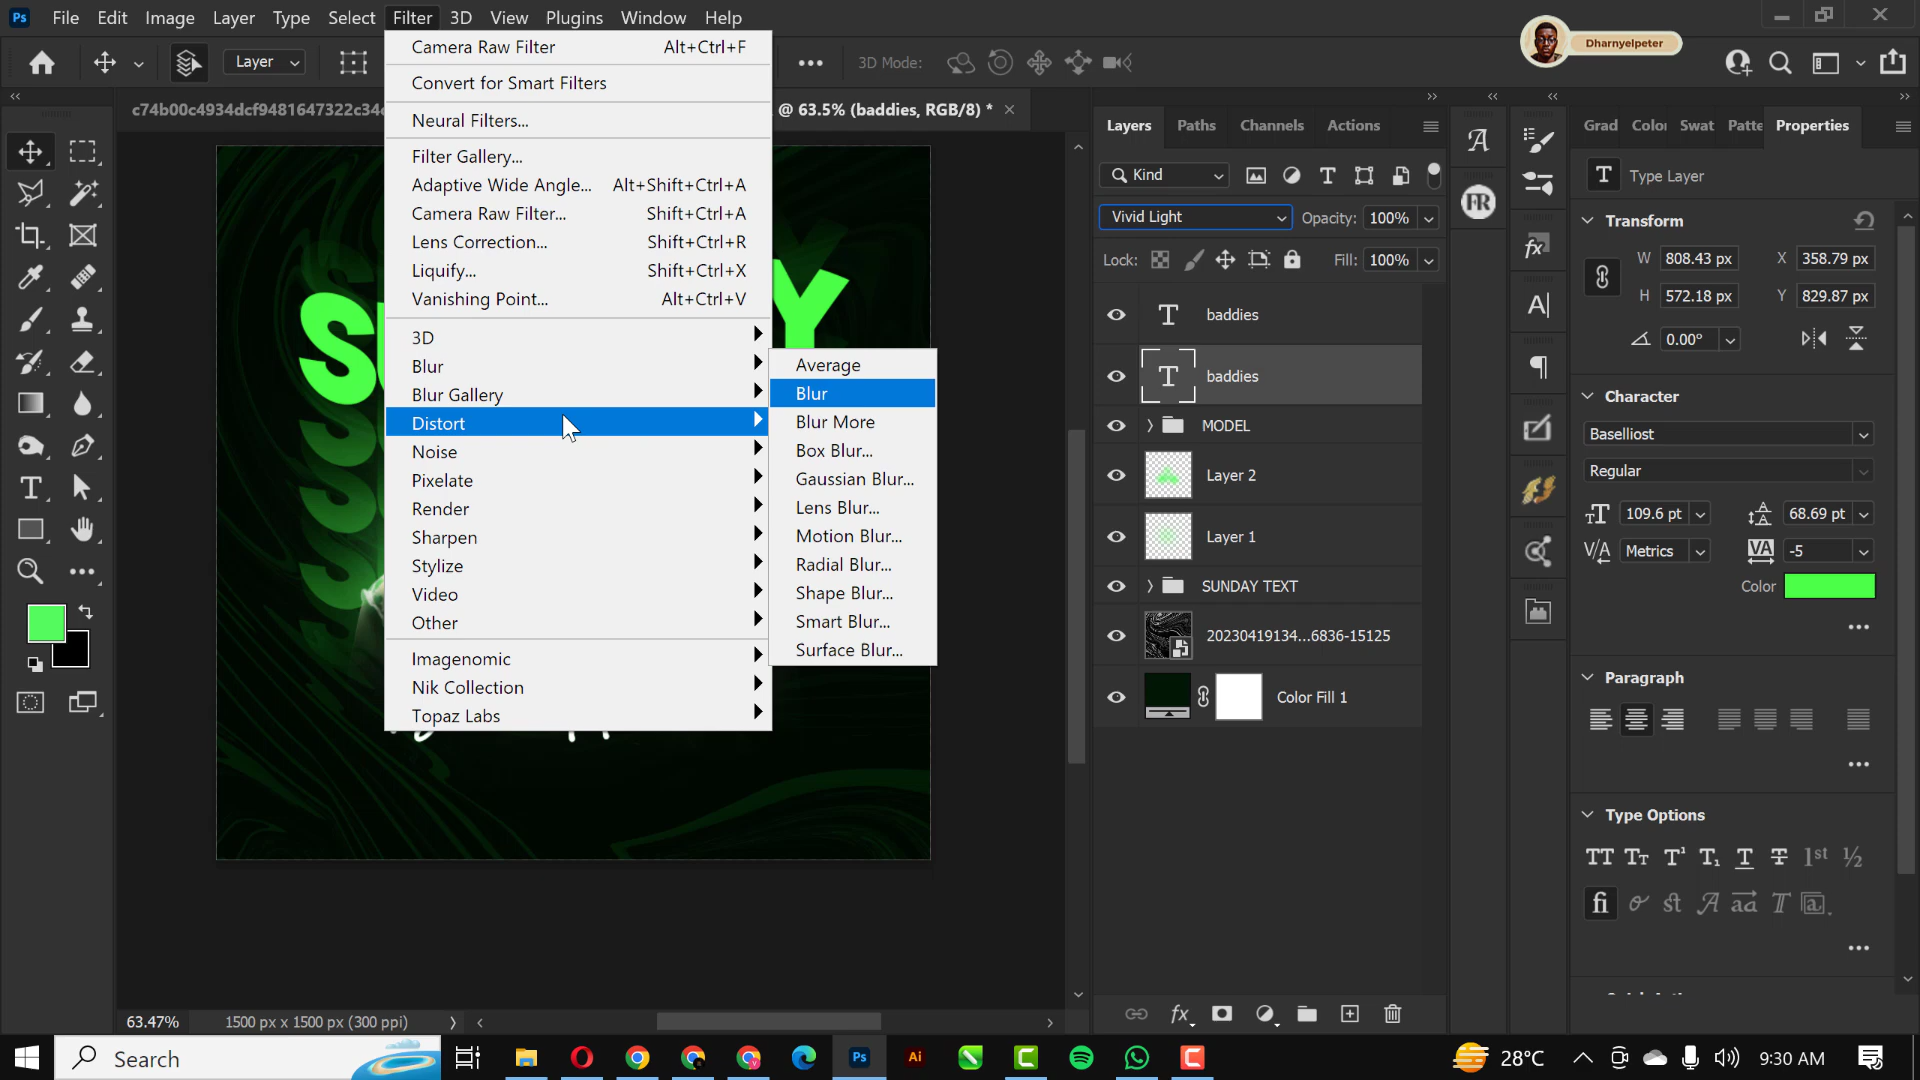 Ps File Edit Image Layer Type Select Filter 3D View Plugins Window Help
Dharnyelpeter
Layer
3D Mode:
c74b00c4934dcf9481647322c34
@ 63.5% (baddies, RGB/8) *
Camera Raw Filter Alt+Ctrl+F
Convert for Smart Filters
Neural Filters...
Filter Gallery...
Adaptive Wide Angle... Alt+Shift+Ctrl+A
Camera Raw Filter... Shift+Ctrl+A
Lens Correction... Shift+Ctrl+R
Liquify... Shift+Ctrl+X
Vanishing Point... Alt+Ctrl+V
3D
Blur
Blur Gallery
Distort
Noise
Pixelate
Render
Sharpen
Stylize
Video
Other
Imagenomic
Nik Collection
Topaz Labs
Average
Blur
Blur More
Box Blur...
Gaussian Blur...
Lens Blur...
Motion Blur...
Radial Blur...
Shape Blur...
Smart Blur...
Surface Blur...
S
Y
Layers Paths Channels Actions
Kind
Vivid Light Opacity: 100%
Lock: Fill: 100%
baddies
baddies
MODEL
Layer 2
Layer 1
SUNDAY TEXT
20230419134...6836-15125
Color Fill 1
Grad Color Swat Patte Properties
Type Layer
Transform
W 808.43 px X 358.79 px
H 572.18 px Y 829.87 px
0.00°
Character
Baselliost
Regular
109.6 pt 68.69 pt
Metrics -5
Color
Paragraph
Type Options
63.47% 1500 px x 1500 px (300 ppi)
Search
Ps Ai
28°C 9:30 AM